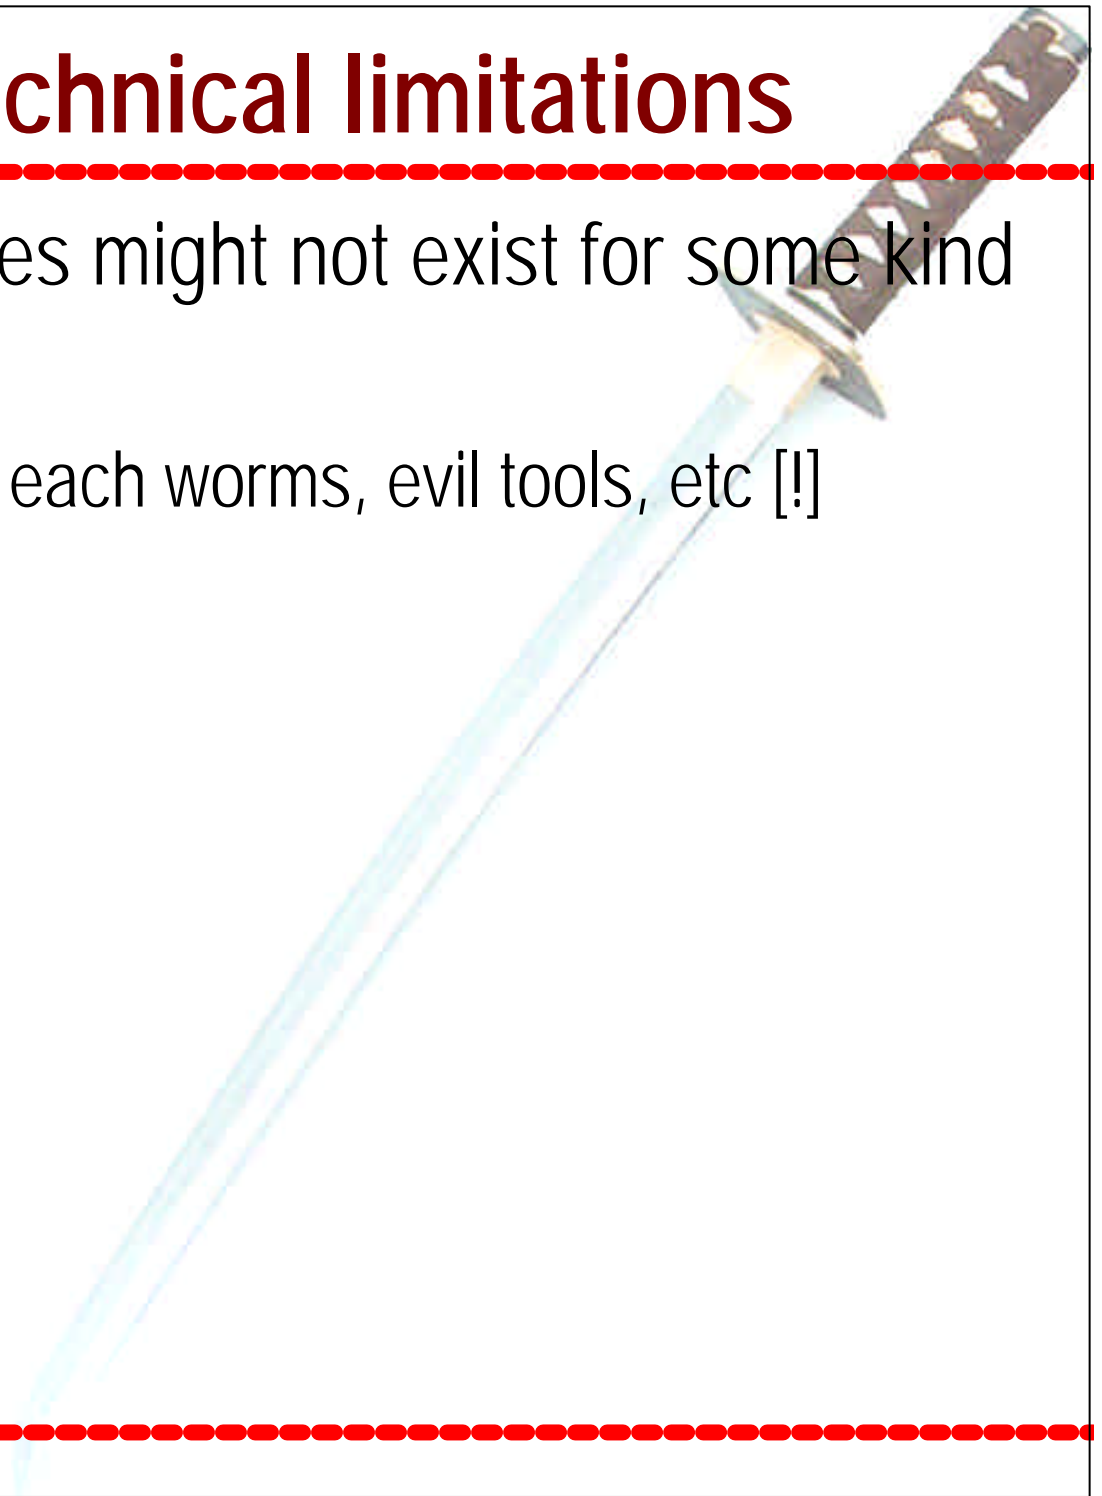 chnical limitations
es might not exist for some kind
each worms, evil tools, etc [!]